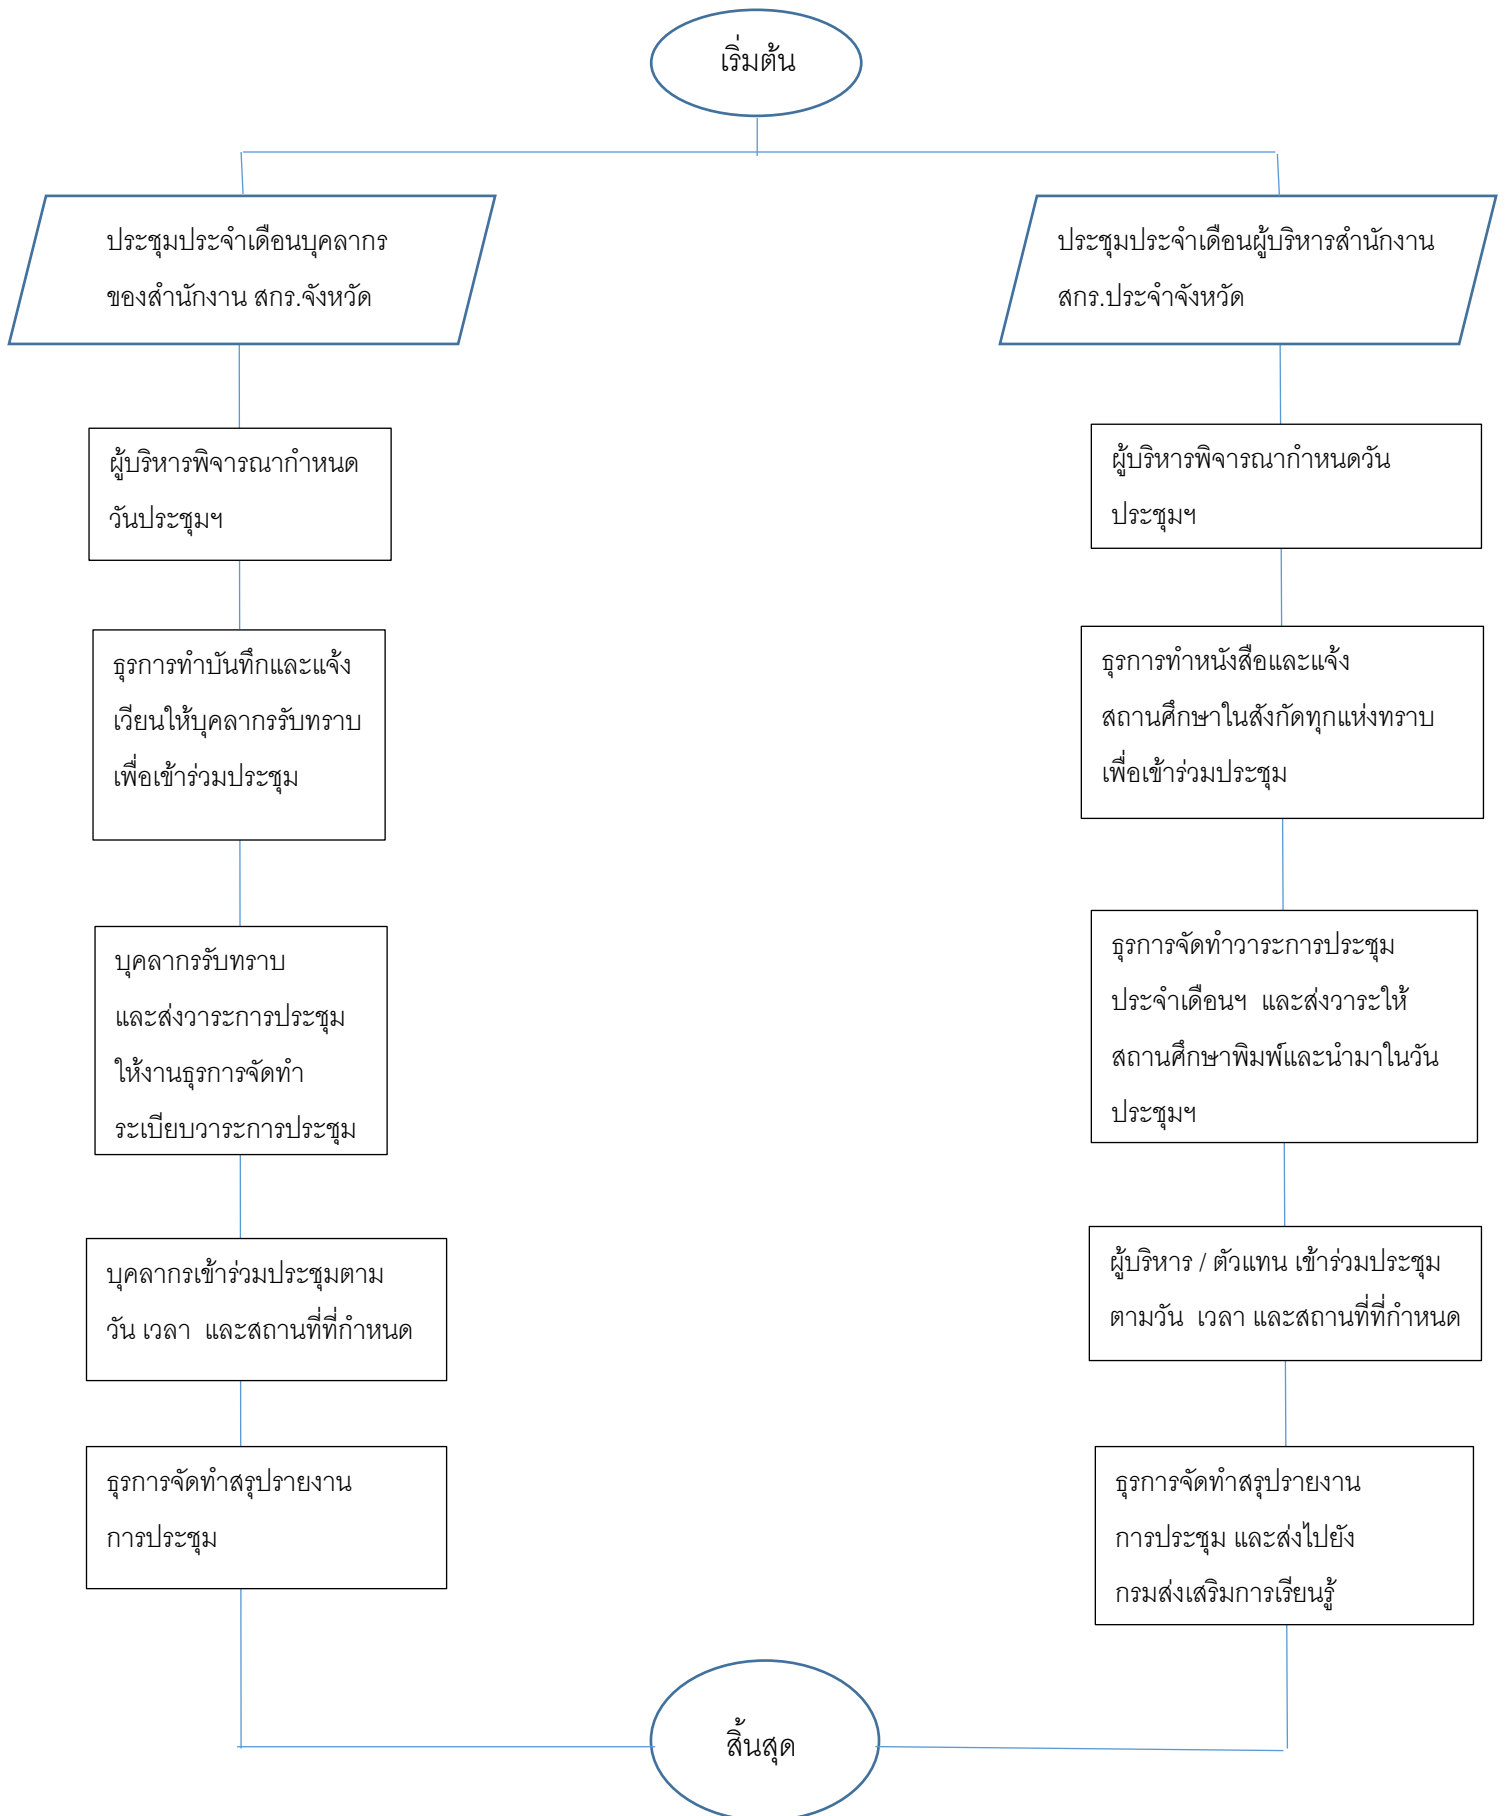 เริ่มต้น
ประชุมประจำเดือนบุคลากร
ของสำนักงาน สกร.จังหวัด
ผู้บริหารพิจารณากำหนด
วันประชุมฯ
ธุรการทำบันทึกและแจ้ง
เวียนให้บุคลากรรับทราบ
เพื่อเข้าร่วมประชุม
บุคลากรรับทราบ
และส่งวาระการประชุม
ให้งานธุรการจัดทำ
ระเบียบวาระการประชุม
บุคลากรเข้าร่วมประชุมตาม
วัน เวลา และสถานที่ที่กำหนด
ธุรการจัดทำสรุปรายงาน
การประชุม
ประชุมประจำเดือนผู้บริหารสำนักงาน
สกร.ประจำจังหวัด
ผู้บริหารพิจารณากำหนดวัน
ประชุมฯ
ธุรการทำหนังสือและแจ้ง
สถานศึกษาในสังกัดทุกแห่งทราบ
เพื่อเข้าร่วมประชุม
ธุรการจัดทำวาระการประชุม
ประจำเดือนฯ และส่งวาระให้
สถานศึกษาพิมพ์และนำมาในวัน
ประชุมฯ
ผู้บริหาร / ตัวแทน เข้าร่วมประชุม
ตามวัน เวลา และสถานที่ที่กำหนด
ธุรการจัดทำสรุปรายงาน
การประชุม และส่งไปยัง
กรมส่งเสริมการเรียนรู้
สิ้นสุด